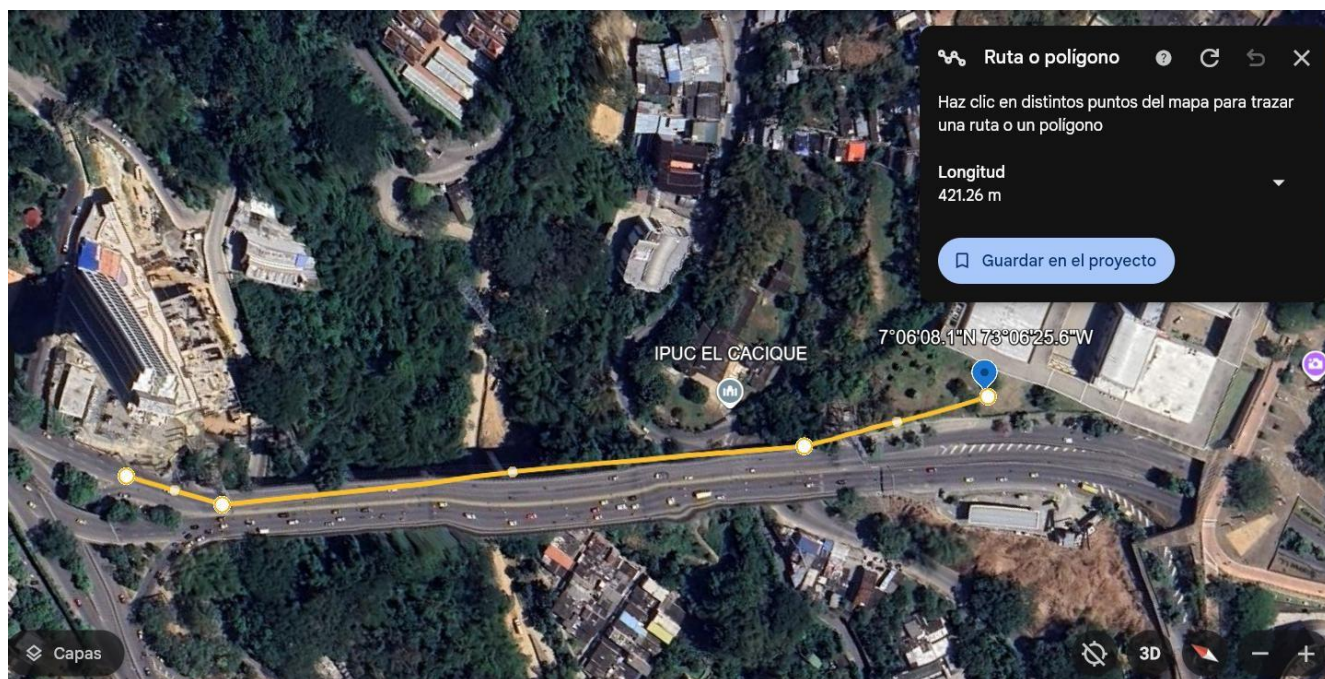 Ruta o polígono
Haz clic en distintos puntos del mapa para trazar
una ruta o un polígono
Longitud
421.26 m
Guardar en el proyecto
7°06'08.1"N 73°06'25.6"W
IPUC EL CACIQUE
Capas
3D